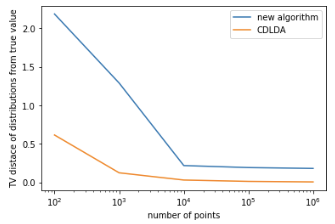 new algorithm
CDLDA
TV distace of distributions from true value
2.0
1.5
1.0
0.5
0.0
10²
10³
10⁴
10⁵
10⁶
number of points